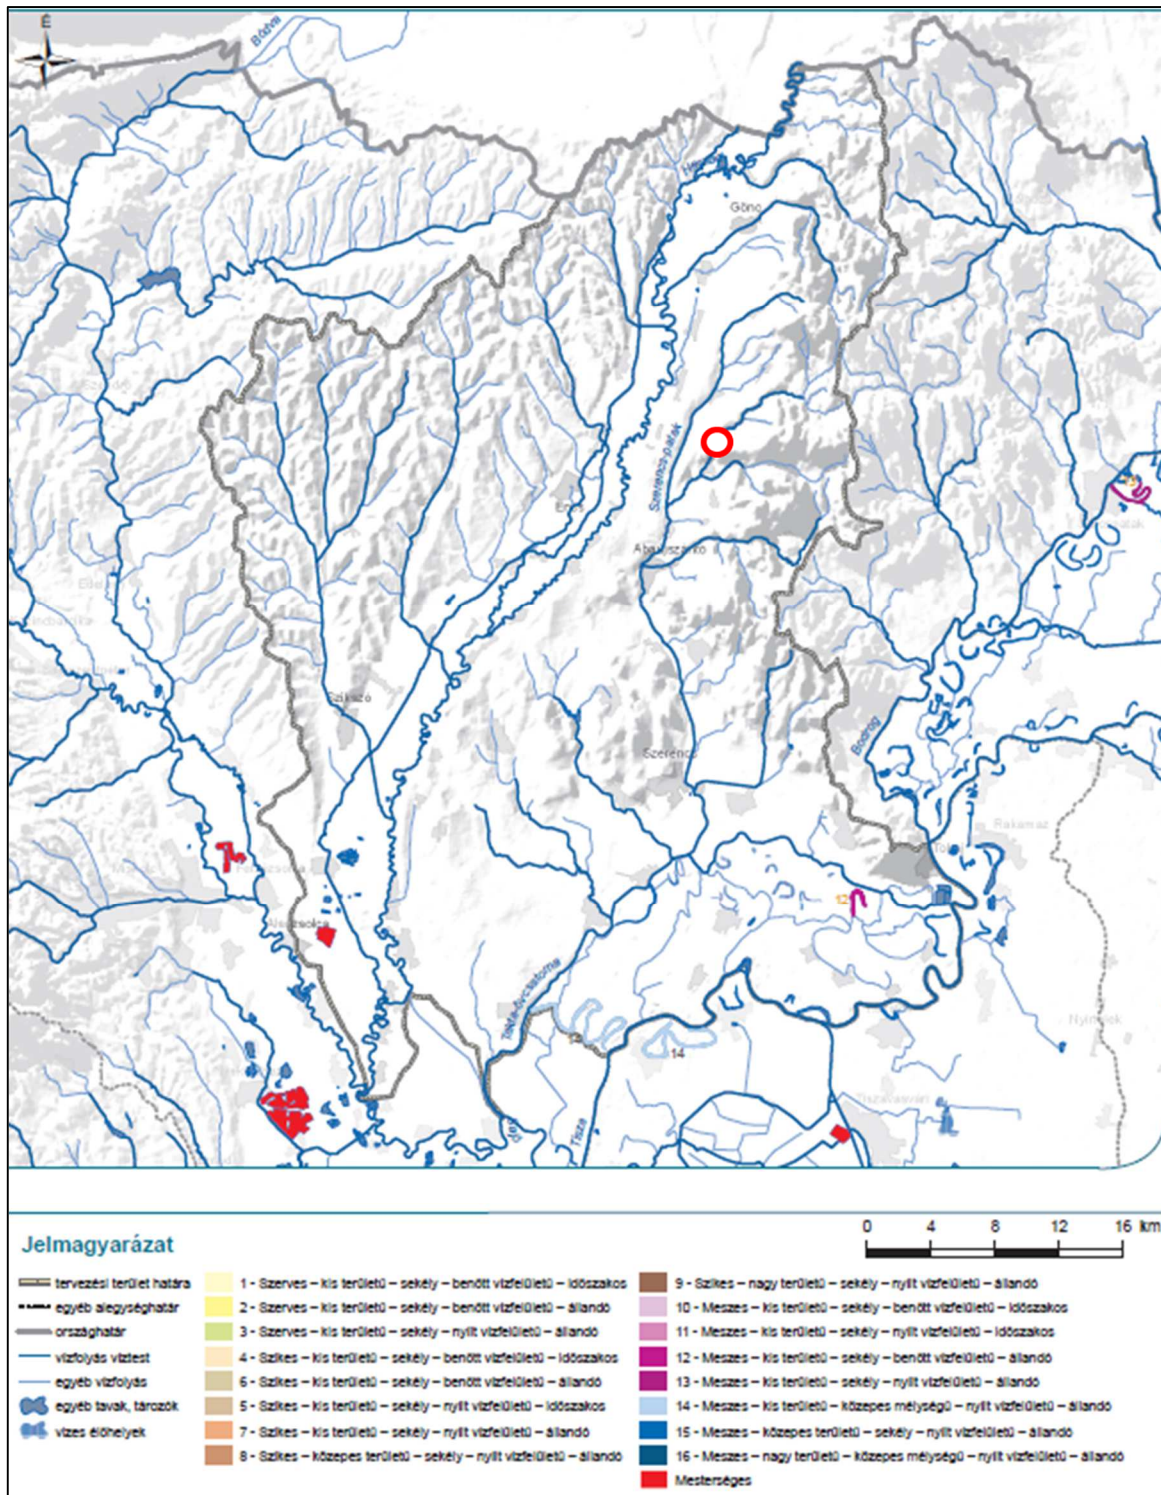 É
Bódva
Hernád
Gönc
Szerencs-patak
Encs
Abaújszántó
Szikszó
Szerencs
Bodrog
Rakamaz
Tokaj
12
14
14
Takta-övcsatorna
Tisza
Tiszavasvári
Jelmagyarázat
0 4 8 12 16 km
tervezési terület határa
egyéb alegységhatár
országhatár
vízfolyás víztest
egyéb vízfolyás
egyéb tavak, tározók
vizes élőhelyek
1 - Szerves – kis területű – sekély – benőtt vízfelületű – időszakos
2 - Szerves – kis területű – sekély – benőtt vízfelületű – állandó
3 - Szerves – kis területű – sekély – nyílt vízfelületű – állandó
4 - Szikes – kis területű – sekély – benőtt vízfelületű – időszakos
6 - Szikes – kis területű – sekély – benőtt vízfelületű – állandó
5 - Szikes – kis területű – sekély – nyílt vízfelületű – időszakos
7 - Szikes – kis területű – sekély – nyílt vízfelületű – állandó
8 - Szikes – közepes területű – sekély – nyílt vízfelületű – állandó
9 - Szikes – nagy területű – sekély – nyílt vízfelületű – állandó
10 - Meszes – kis területű – sekély – benőtt vízfelületű – időszakos
11 - Meszes – kis területű – sekély – nyílt vízfelületű – időszakos
12 - Meszes – kis területű – sekély – benőtt vízfelületű – állandó
13 - Meszes – kis területű – sekély – nyílt vízfelületű – állandó
14 - Meszes – kis területű – közepes mélységű – nyílt vízfelületű – állandó
15 - Meszes – közepes területű – sekély – nyílt vízfelületű – állandó
16 - Meszes – nagy területű – közepes mélységű – nyílt vízfelületű – állandó
Mesterséges